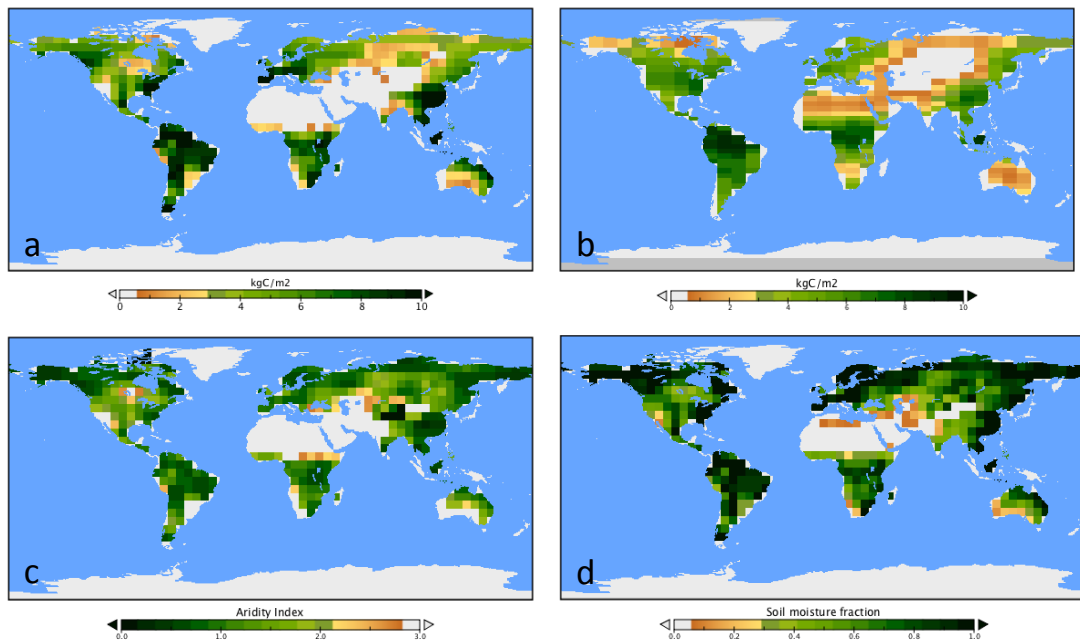 a
b
kgC/m2
0 2 4 6 8 10
kgC/m2
0 2 4 6 8 10
c
d
Aridity Index
0.0 1.0 2.0 3.0
Soil moisture fraction
0.0 0.2 0.4 0.6 0.8 1.0